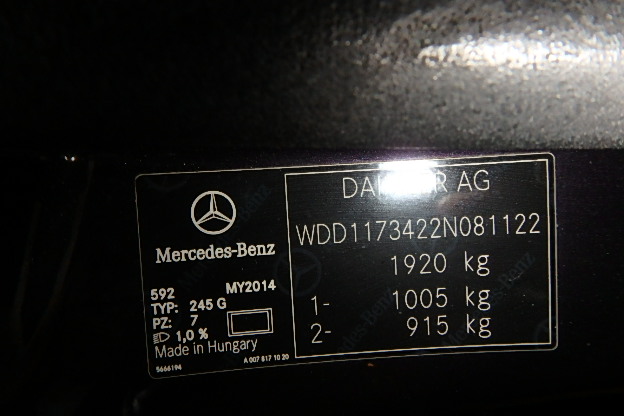 Mercedes-Benz
592 MY2014
TYP: 245 G
PZ: 7
1,0 %
Made in Hungary
5666194 A 007 817 10 20
AG
WDD1173422N081122
1920 kg
1- 1005 kg
2- 915 kg